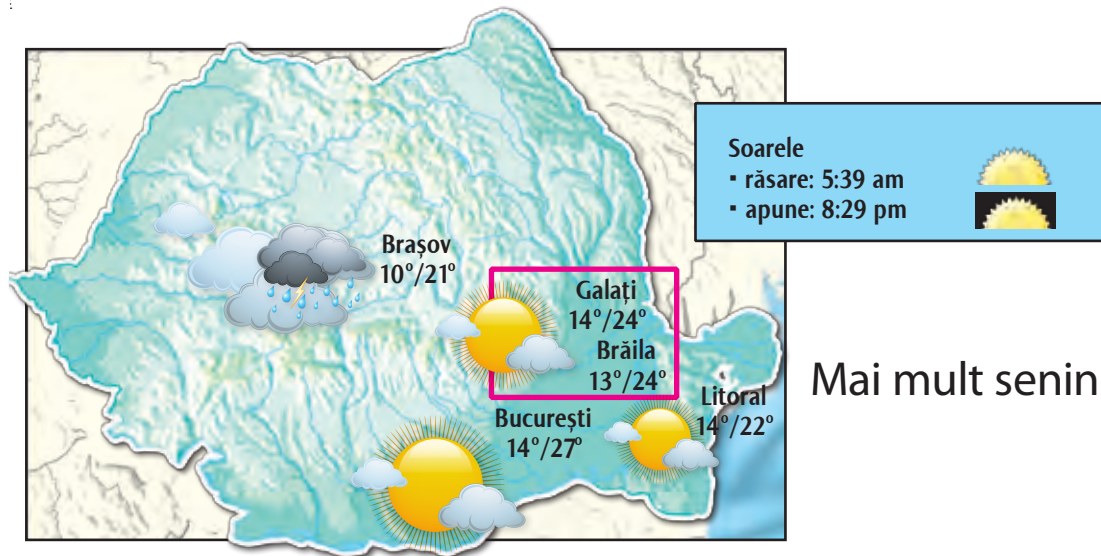 Soarele
▪ răsare: 5:39 am
▪ apune: 8:29 pm
Brașov
10°/21°
Galați
14°/24°
Brăila
13°/24°
București
14°/27°
Litoral
14°/22°
Mai mult senin